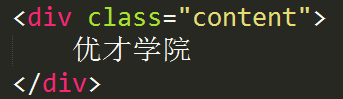 <div class="content">
优才学院
</div>